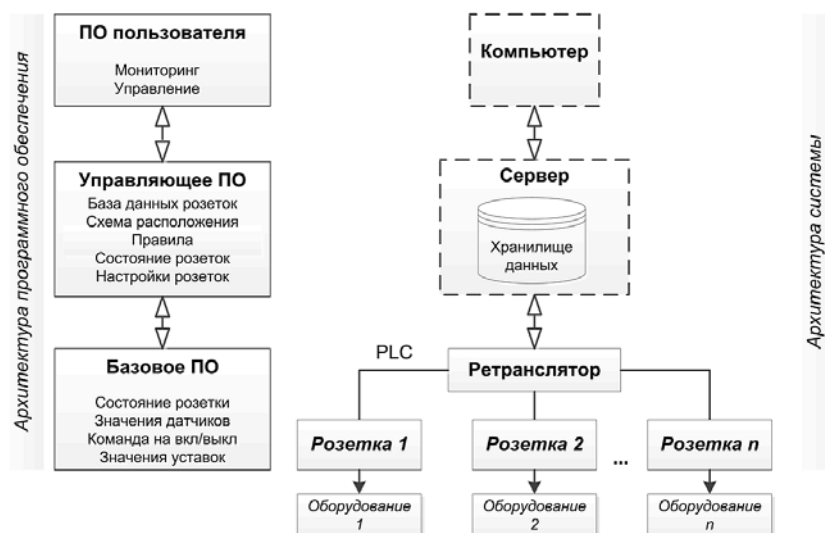 Архитектура программного обеспечения
ПО пользователя
Мониторинг
Управление
Управляющее ПО
База данных розеток
Схема расположения
Правила
Состояние розеток
Настройки розеток
Базовое ПО
Состояние розетки
Значения датчиков
Команда на вкл/выкл
Значения уставок
Компьютер
Сервер
Хранилище
данных
PLC
Ретранслятор
Розетка 1
Розетка 2
...
Розетка n
Оборудование
1
Оборудование
2
Оборудование
n
Архитектура системы